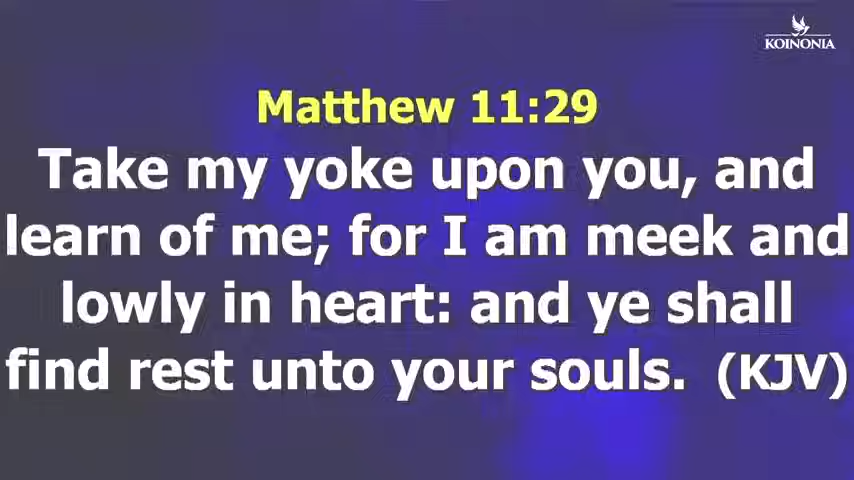 KOINONIA
Matthew 11:29
Take my yoke upon you, and
learn of me; for I am meek and
lowly in heart: and ye shall
find rest unto your souls. (KJV)